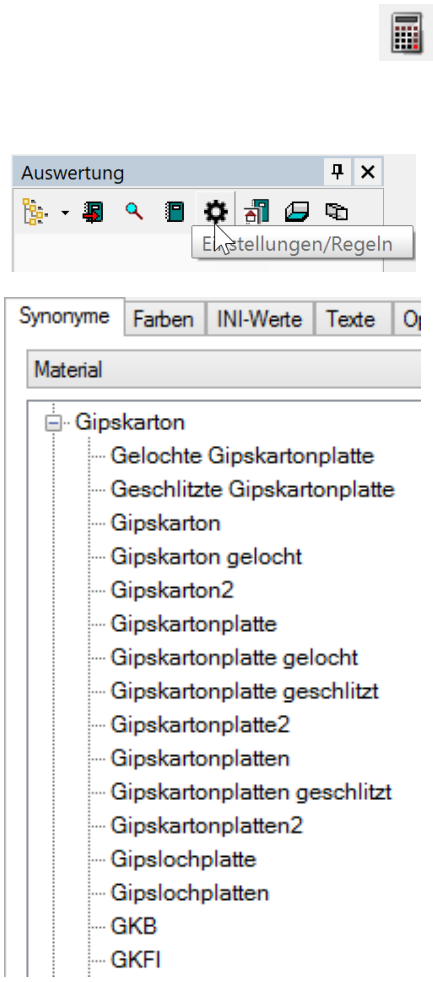 Auswertung
Einstellungen/Regeln
Synonyme Farben INI-Werte Texte
Material
Gipskarton
Gelochte Gipskartonplatte
Geschlitzte Gipskartonplatte
Gipskarton
Gipskarton gelocht
Gipskarton2
Gipskartonplatte
Gipskartonplatte gelocht
Gipskartonplatte geschlitzt
Gipskartonplatte2
Gipskartonplatten
Gipskartonplatten geschlitzt
Gipskartonplatten2
Gipslochplatte
Gipslochplatten
GKB
GKFI